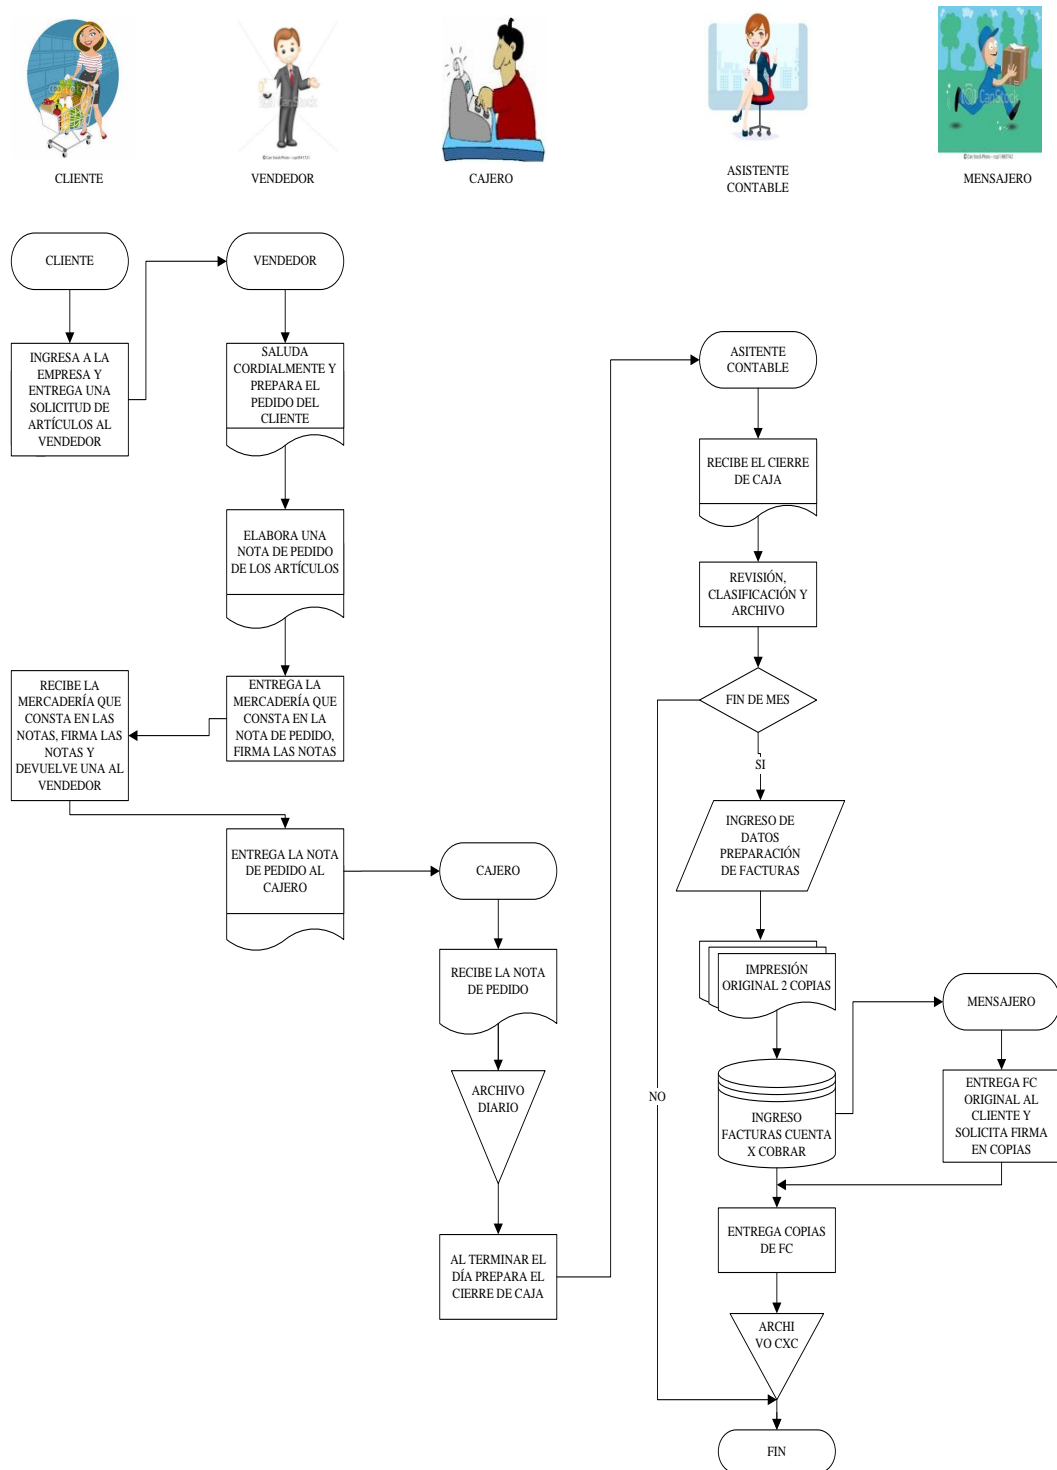 CLIENTE
VENDEDOR
CAJERO
ASISTENTE
CONTABLE
MENSAJERO
CLIENTE
VENDEDOR
INGRESA A LA
EMPRESA Y
ENTREGA UNA
SOLICITUD DE
ARTÍCULOS AL
VENDEDOR
SALUDA
CORDIALMENTE Y
PREPARA EL
PEDIDO DEL
CLIENTE
ELABORA UNA
NOTA DE PEDIDO
DE LOS ARTÍCULOS
ENTREGA LA
MERCADERÍA QUE
CONSTA EN LA
NOTA DE PEDIDO,
FIRMA LAS NOTAS
RECIBE LA
MERCADERÍA QUE
CONSTA EN LAS
NOTAS, FIRMA LAS
NOTAS Y
DEVUELVE UNA AL
VENDEDOR
ENTREGA LA NOTA
DE PEDIDO AL
CAJERO
CAJERO
RECIBE LA NOTA
DE PEDIDO
ARCHIVO
DIARIO
AL TERMINAR EL
DÍA PREPARA EL
CIERRE DE CAJA
ASITENTE
CONTABLE
RECIBE EL CIERRE
DE CAJA
REVISIÓN,
CLASIFICACIÓN Y
ARCHIVO
FIN DE MES
SI
NO
INGRESO DE
DATOS
PREPARACIÓN
DE FACTURAS
IMPRESIÓN
ORIGINAL 2 COPIAS
INGRESO
FACTURAS CUENTA
X COBRAR
MENSAJERO
ENTREGA FC
ORIGINAL AL
CLIENTE Y
SOLICITA FIRMA
EN COPIAS
ENTREGA COPIAS
DE FC
ARCHI
VO CXC
FIN